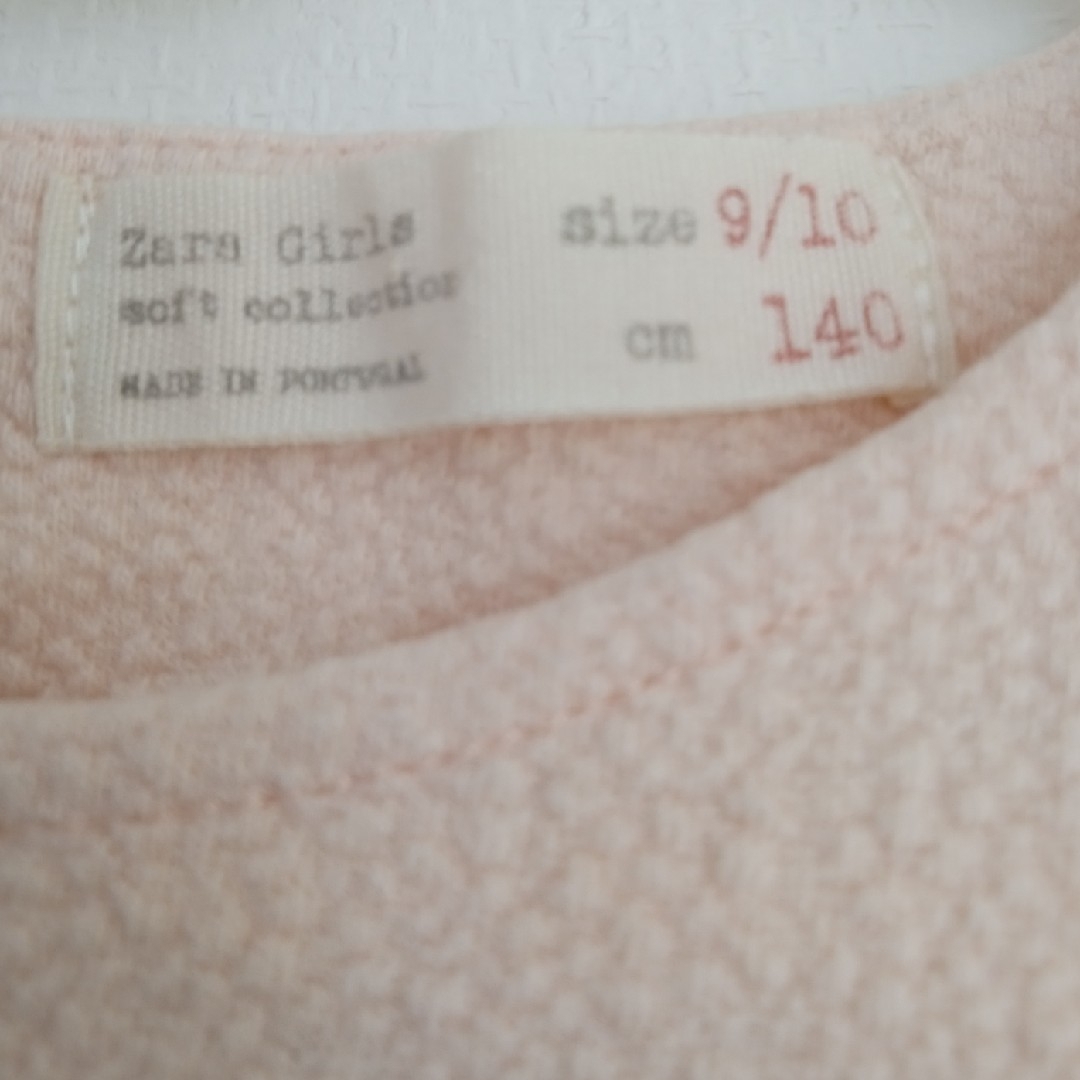 Zara Girls
soft collection
MADE IN PORTUGAL
size 9/10
cm 140